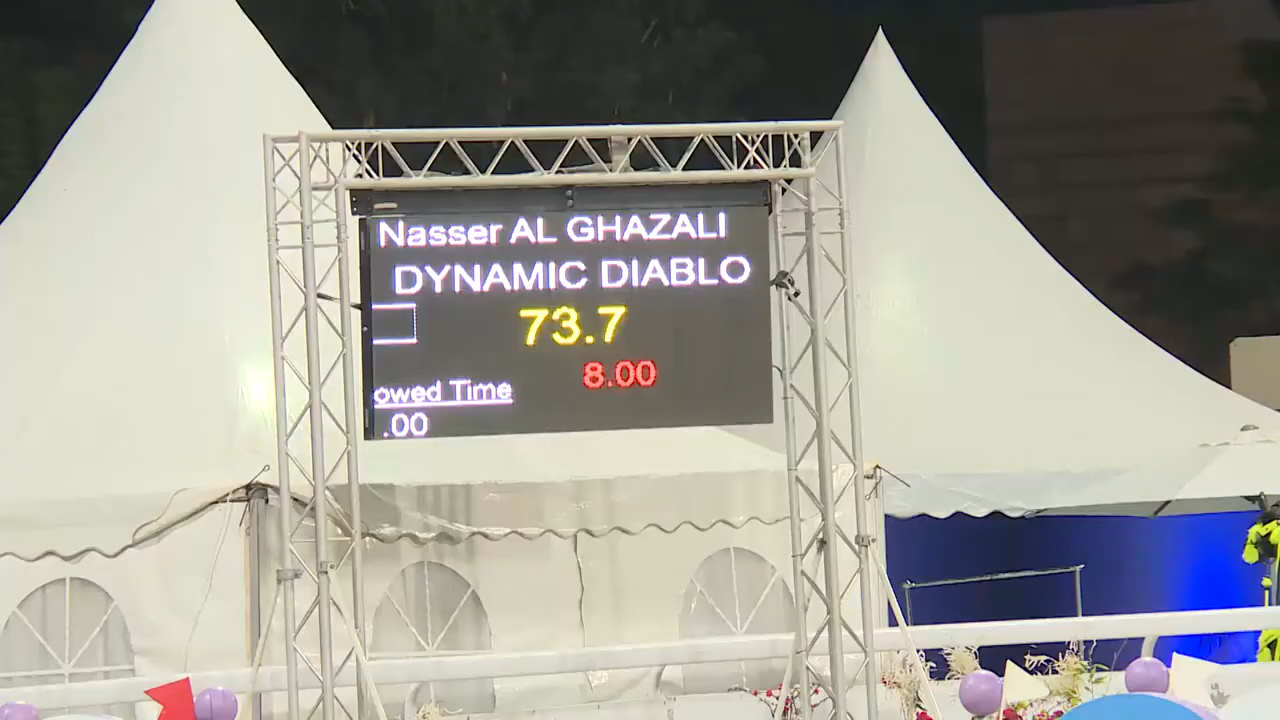 Nasser AL GHAZALI
DYNAMIC DIABLO
73.7
8.00
owed Time
.00